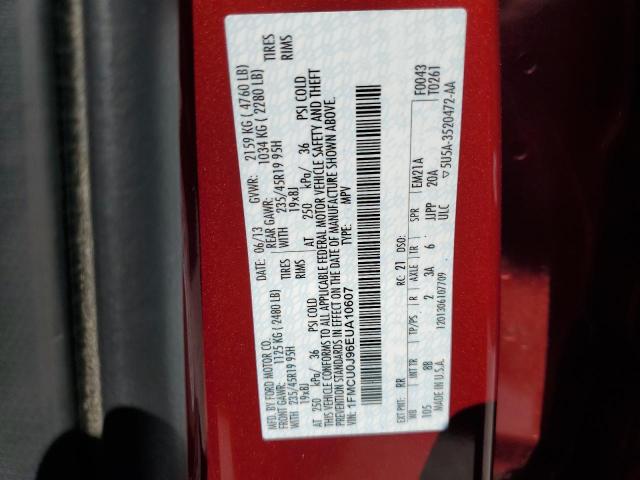 MFD. BY FORD MOTOR CO. DATE: 06/13 GVWR: 2159 KG ( 4760 LB)
FRONT GAWR: 1125 KG ( 2480 LB) REAR GAWR: 1034 KG ( 2280 LB)
WITH 235/45R19 95H TIRES WITH 235/45R19 95H TIRES
19x8J RIMS 19x8J RIMS
AT 250 kPa/ 36 PSI COLD AT 250 kPa/ 36 PSI COLD
THIS VEHICLE CONFORMS TO ALL APPLICABLE FEDERAL MOTOR VEHICLE SAFETY AND THEFT
PREVENTION STANDARDS IN EFFECT ON THE DATE OF MANUFACTURE SHOWN ABOVE.
1FMCU0J96EUA10607 TYPE: MPV
F0043
T0261
EXT PNT: RR RC: 21 DSO:
WB INT TR TP/PS R AXLE TR SPR EM21A
105 8B 2 3A 6 JJPP 20A
MADE IN U.S.A. 1201306107709 ULC ▽5U5A-3520472-AA